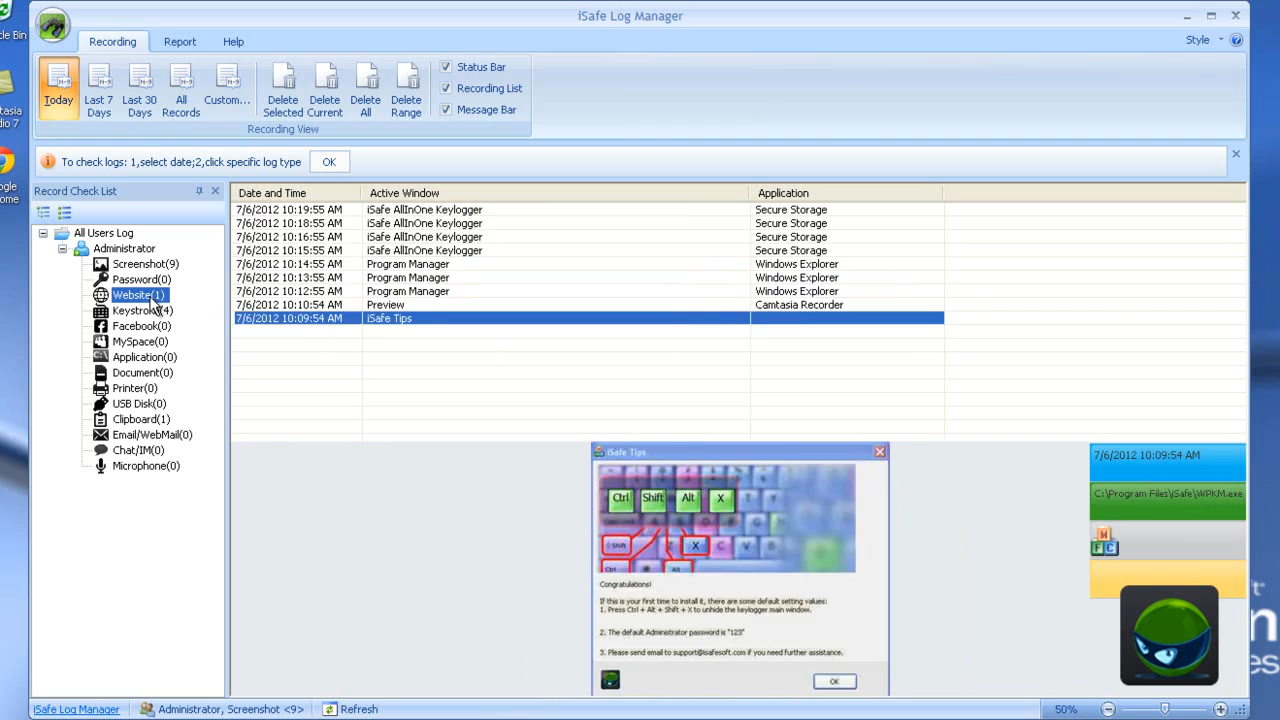 iSafe Log Manager
Recording Report Help
Style
Today
Last 7 Days
Last 30 Days
All Records
Custom...
Delete Selected
Delete Current
Delete All
Delete Range
Status Bar
Recording List
Message Bar
Recording View
To check logs: 1,select date;2,click specific log type OK
Record Check List
All Users Log
Administrator
Screenshot(9)
Password(0)
Website(1)
Keystroke(4)
Facebook(0)
MySpace(0)
Application(0)
Document(0)
Printer(0)
USB Disk(0)
Clipboard(1)
Email/WebMail(0)
Chat/IM(0)
Microphone(0)
Date and Time Active Window Application
7/6/2012 10:19:55 AM iSafe AllInOne Keylogger Secure Storage
7/6/2012 10:18:55 AM iSafe AllInOne Keylogger Secure Storage
7/6/2012 10:16:55 AM iSafe AllInOne Keylogger Secure Storage
7/6/2012 10:15:55 AM iSafe AllInOne Keylogger Secure Storage
7/6/2012 10:14:55 AM Program Manager Windows Explorer
7/6/2012 10:13:55 AM Program Manager Windows Explorer
7/6/2012 10:12:55 AM Program Manager Windows Explorer
7/6/2012 10:10:54 AM Preview Camtasia Recorder
7/6/2012 10:09:54 AM iSafe Tips
iSafe Tips
Ctrl Shift Alt X
Shift X C V B
Ctrl Alt
Congratulations!
If this is your first time to install it, there are some default setting values:
1. Press Ctrl + Alt + Shift + X to unhide the keylogger main window.
2. The default Administrator password is "123"
3. Please send email to support@isafesoft.com if you need further assistance.
OK
7/6/2012 10:09:54 AM
C:\Program Files\iSafe\WPKM.exe
M
F C
iSafe Log Manager Administrator, Screenshot <9> Refresh 50%
cle Bin
tasia
dio 7
ogle
ome